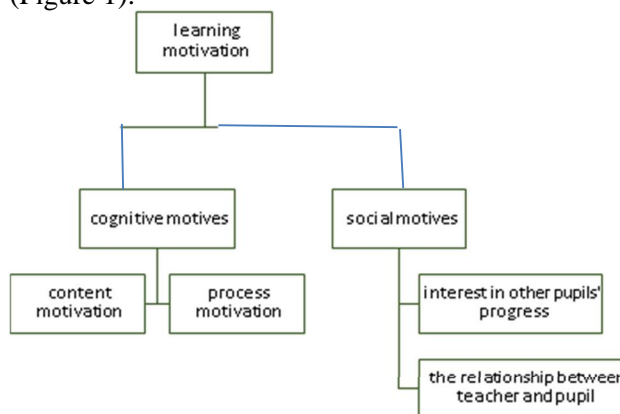 (Figure 1).
learning
motivation
cognitive motives
social motives
content
motivation
process
motivation
interest in other pupils'
progress
the relationship between
teacher and pupil